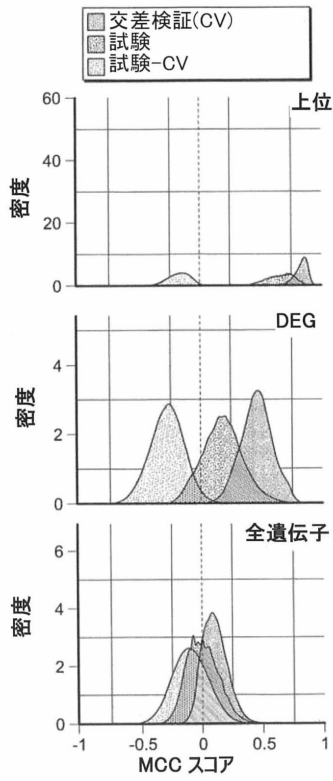 交差検証(CV)
試験
試験-CV
上位
密度
60
40
20
0
DEG
密度
4
2
0
全遺伝子
密度
6
4
2
0
-1 -0.5 0 0.5 1
MCC スコア